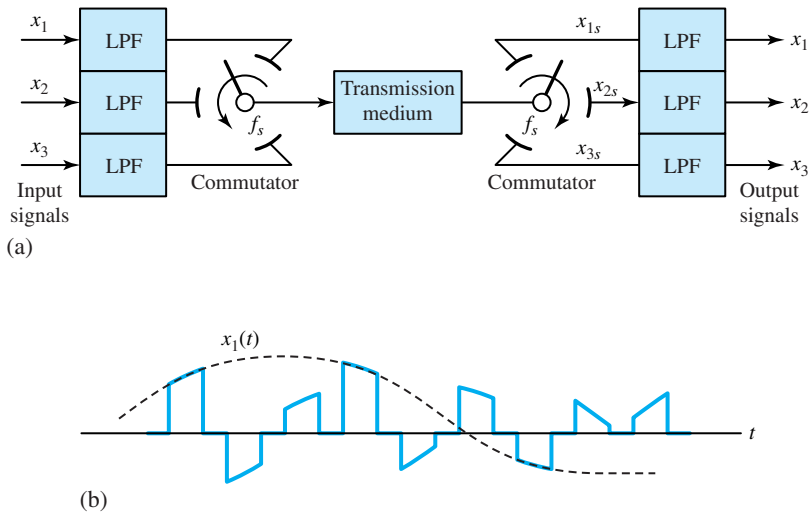 x₁
LPF
x₂
LPF
x₃
LPF
Input
signals
Commutator
fₛ
Transmission
medium
fₛ
Commutator
x₁ₛ
x₂ₛ
x₃ₛ
LPF
LPF
LPF
x₁
x₂
x₃
Output
signals
(a)
x₁(t)
t
(b)